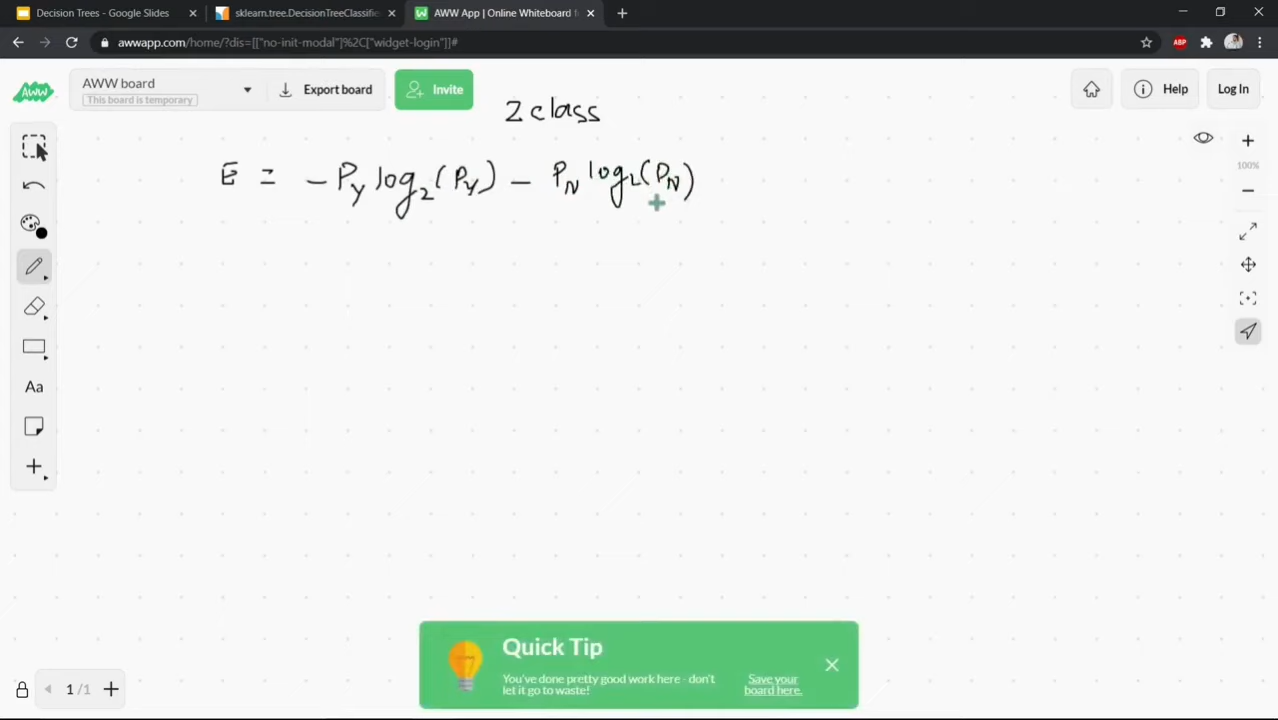 Decision Trees - Google Slides
sklearn.tree.DecisionTreeClassifie
AWW App | Online Whiteboard f
awwapp.com/home/?dis=[["no-init-modal"]%2C["widget-login"]]#
ABP
AWW
AWW board
This board is temporary
Export board
Invite
Help
Log In
2 class
E = - P_Y log_2 (P_Y) - P_N log_2 (P_N)
100%
Aa
Quick Tip
You've done pretty good work here - don't
let it go to waste!
Save your
board here.
1 / 1